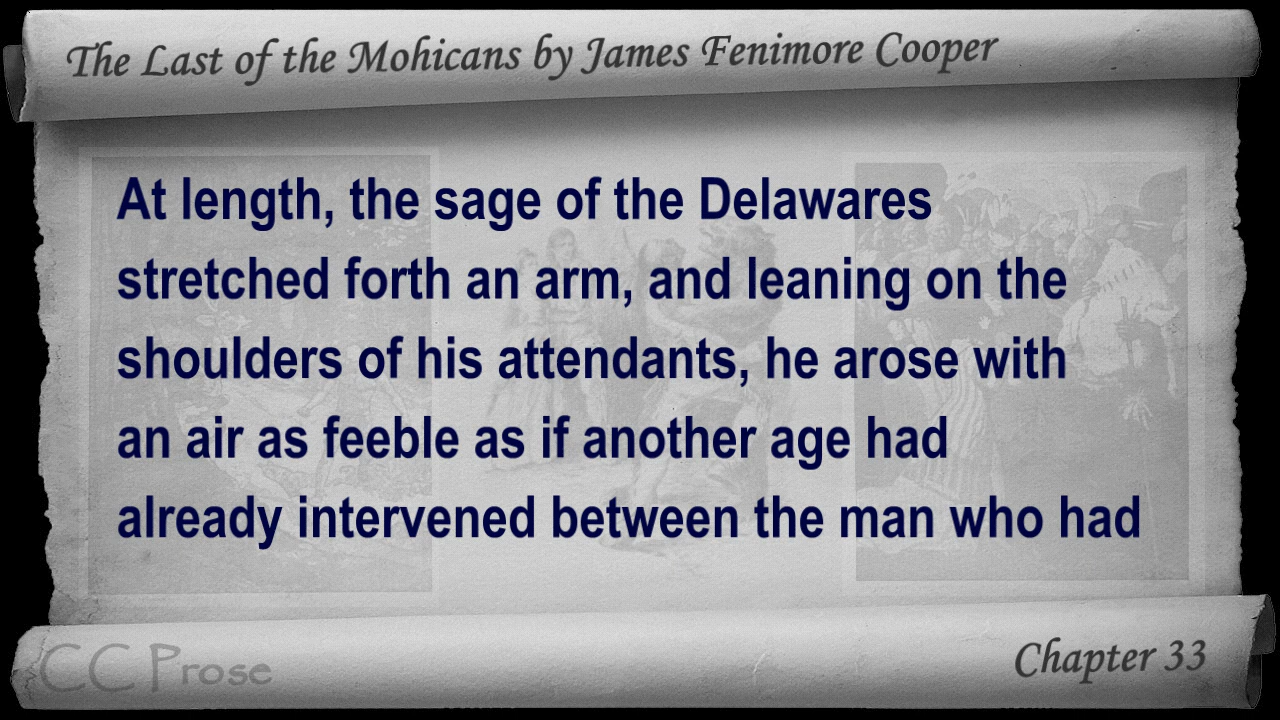 The Last of the Mohicans by James Fenimore Cooper
At length, the sage of the Delawares
stretched forth an arm, and leaning on the
shoulders of his attendants, he arose with
an air as feeble as if another age had
already intervened between the man who had
CC Prose
Chapter 33